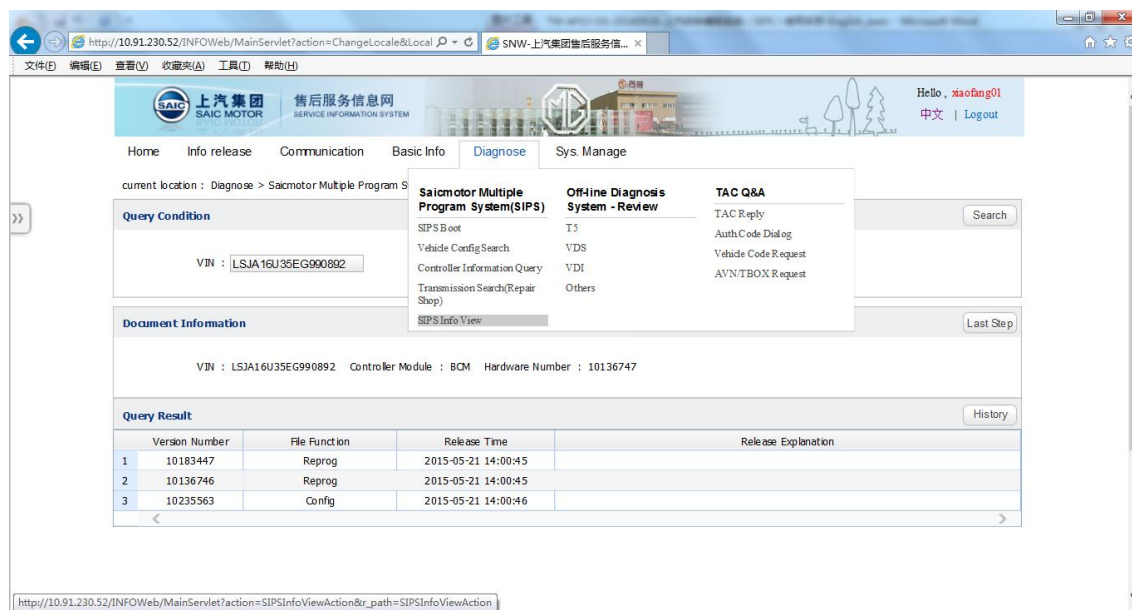 http://10.91.230.52/INFOWeb/MainServlet?action=ChangeLocale&Local
SNW-上汽集团售后服务信...
文件(F) 编辑(E) 查看(V) 收藏夹(A) 工具(T) 帮助(H)
SAIC 上汽集团 SAIC MOTOR
售后服务信息网
SERVICE INFORMATION SYSTEM
MG
Hello , xiaofang01
中文 | Logout
Home Info release Communication Basic Info Diagnose Sys. Manage
current location : Diagnose > Saicmotor Multiple Program S
Saicmotor Multiple Program System(SIPS)
SIPS Boot
Vehicle Config Search
Controller Information Query
Transmission Search(Repair Shop)
SIPS Info View
Off-line Diagnosis System - Review
T5
VDS
VDI
Others
TAC Q&A
TAC Reply
Auth.Code Dialog
Vehicle Code Request
AVN/TBOX Request
Query Condition
Search
VIN : LSJA16U35EG990892
Document Information
Last Step
VIN : LSJA16U35EG990892 Controller Module : BCM Hardware Number : 10136747
Query Result
History
Version Number File Function Release Time Release Explanation
1 10183447 Reprog 2015-05-21 14:00:45
2 10136746 Reprog 2015-05-21 14:00:45
3 10235563 Config 2015-05-21 14:00:46
http://10.91.230.52/INFOWeb/MainServlet?action=SIPSInfoViewAction&r_path=SIPSInfoViewAction